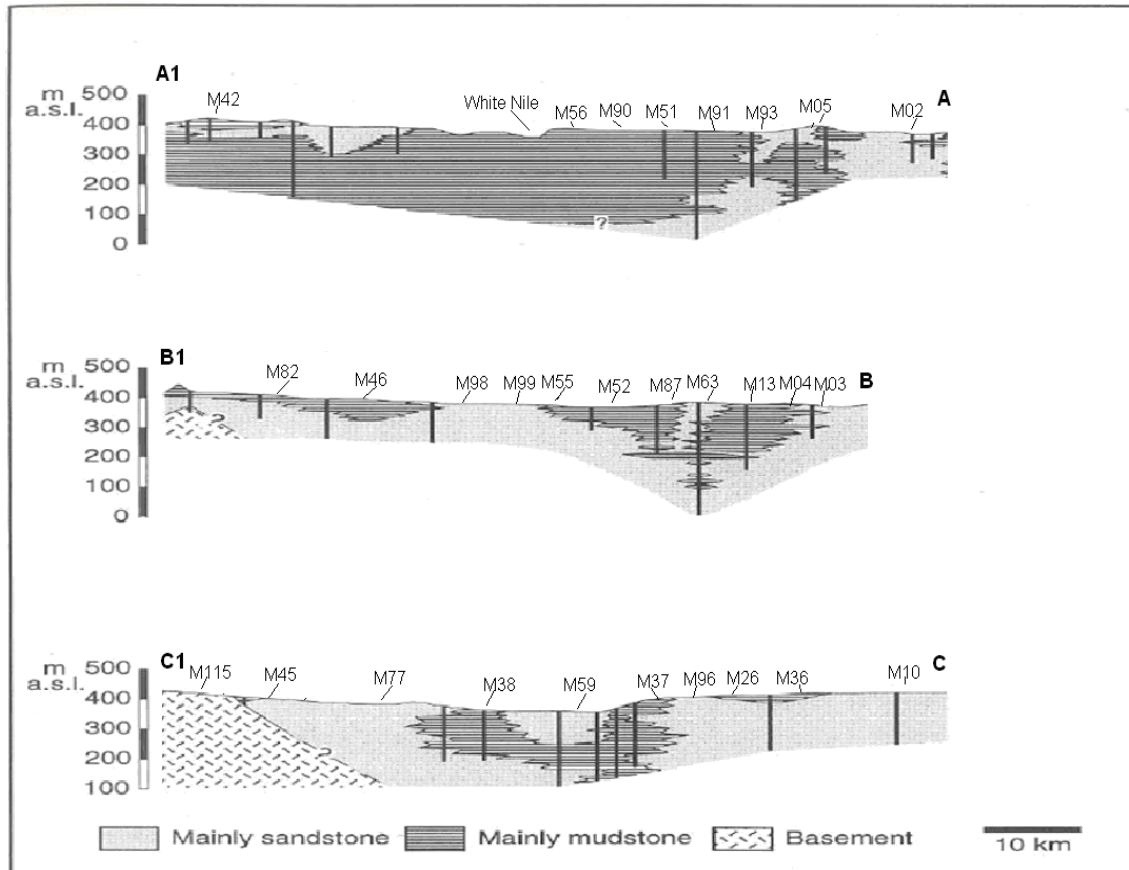 A1 A
m 500
a.s.l. 400
300
200
100
0
M42 White Nile M56 M90 M51 M91 M93 M05 M02
?
B1 B
m 500
a.s.l. 400
300
200
100
0
M82 M46 M98 M99 M55 M52 M87 M63 M13 M04 M03
?
C1 C
m 500
a.s.l. 400
300
200
100
M115 M45 M77 M38 M59 M37 M96 M26 M36 M10
?
Mainly sandstone Mainly mudstone Basement
10 km